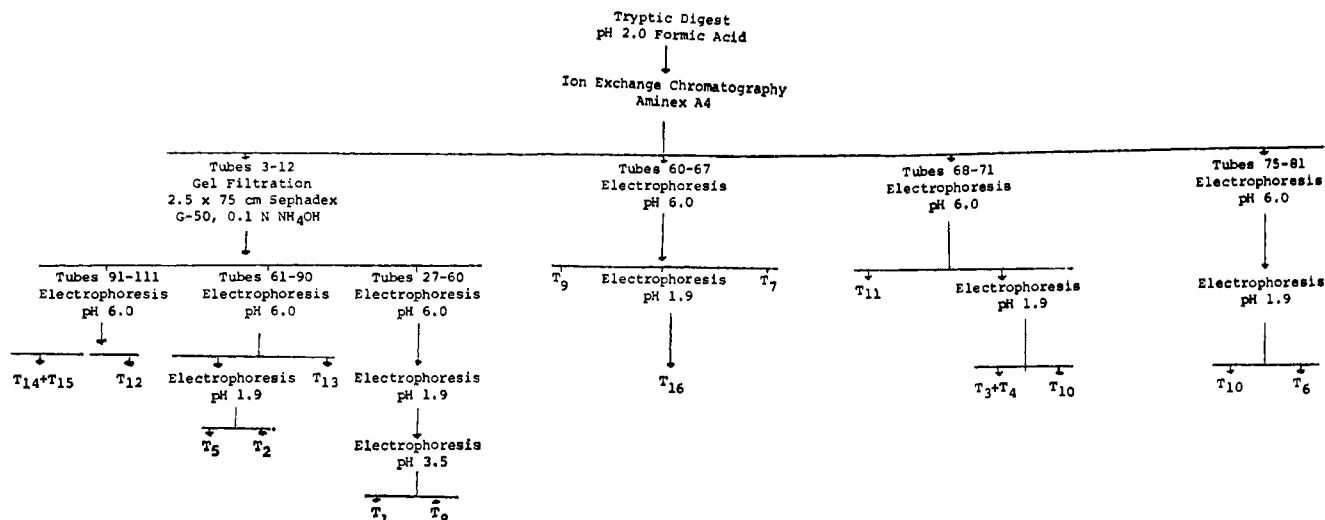 Tryptic Digest
pH 2.0 Formic Acid
Ion Exchange Chromatography
Aminex A4
Tubes 3-12
Gel Filtration
2.5 x 75 cm Sephadex
G-50, 0.1 N NH4OH
Tubes 60-67
Electrophoresis
pH 6.0
Tubes 68-71
Electrophoresis
pH 6.0
Tubes 75-81
Electrophoresis
pH 6.0
Tubes 91-111
Electrophoresis
pH 6.0
Tubes 61-90
Electrophoresis
pH 6.0
Tubes 27-60
Electrophoresis
pH 6.0
T9
Electrophoresis
pH 1.9
T7
T11
Electrophoresis
pH 1.9
Electrophoresis
pH 1.9
T14+T15
T12
Electrophoresis
pH 1.9
T13
Electrophoresis
pH 1.9
T16
T3+T4
T10
T10
T6
T5
T2
Electrophoresis
pH 3.5